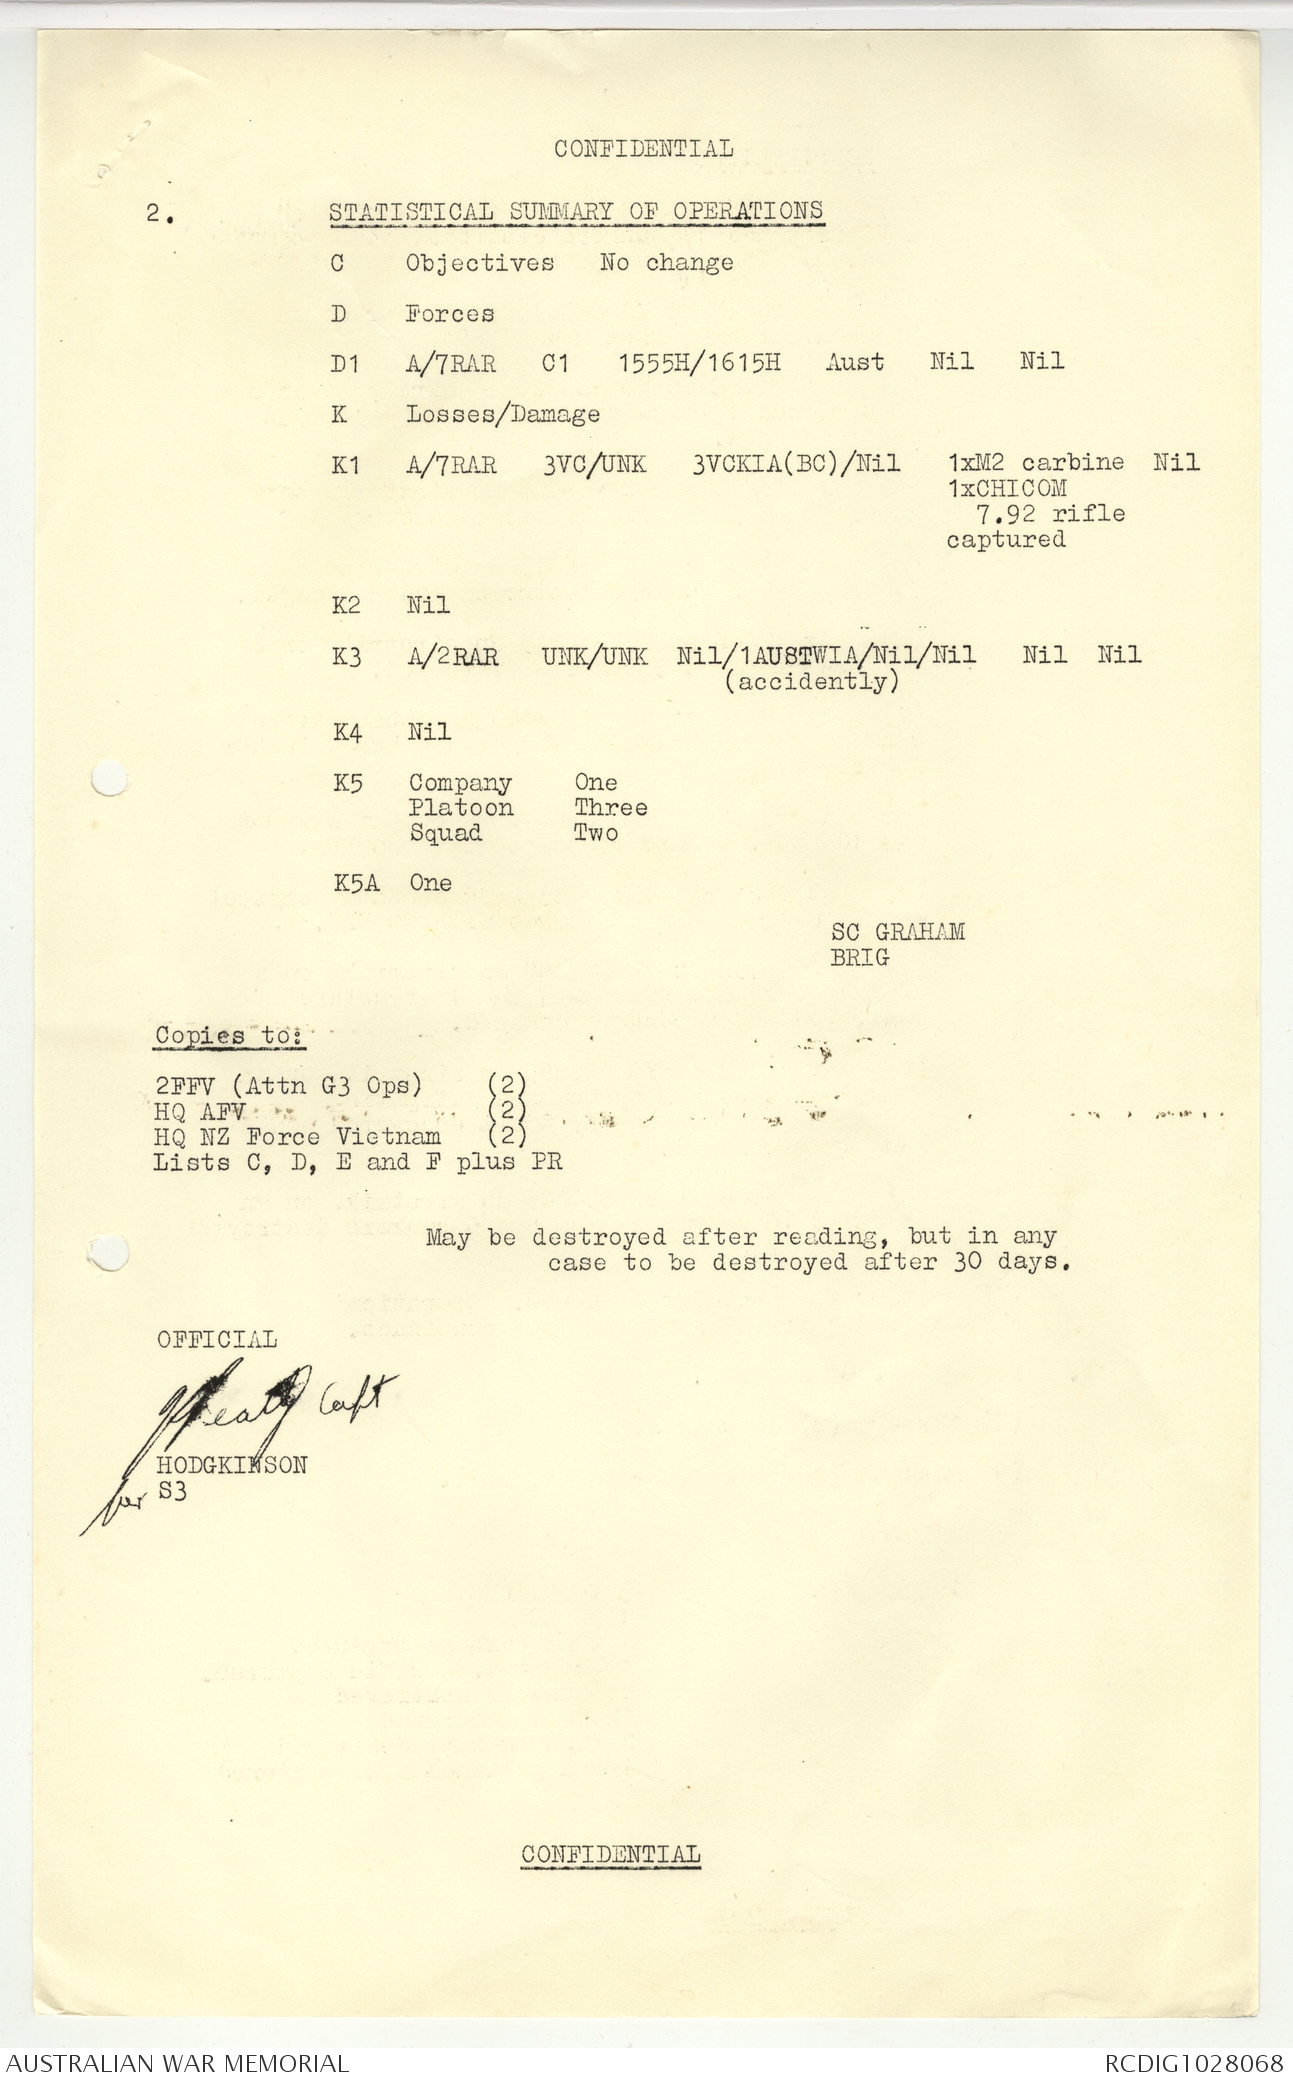 CONFIDENTIAL
2. STATISTICAL SUMMARY OF OPERATIONS
C Objectives No change
D Forces
D1 A/7RAR C1 1555H/1615H Aust Nil Nil
K Losses/Damage
K1 A/7RAR 3VC/UNK 3VCKIA(BC)/Nil 1xM2 carbine Nil
1xCHICOM
7.92 rifle
captured
K2 Nil
K3 A/2RAR UNK/UNK Nil/1AUSTWIA/Nil/Nil Nil Nil
(accidently)
K4 Nil
K5 Company One
Platoon Three
Squad Two
K5A One
SC GRAHAM
BRIG
Copies to:
2FFV (Attn G3 Ops) (2)
HQ AFV (2)
HQ NZ Force Vietnam (2)
Lists C, D, E and F plus PR
May be destroyed after reading, but in any
case to be destroyed after 30 days.
OFFICIAL
Capt
HODGKINSON
for S3
CONFIDENTIAL
AUSTRALIAN WAR MEMORIAL RCDIG1028068